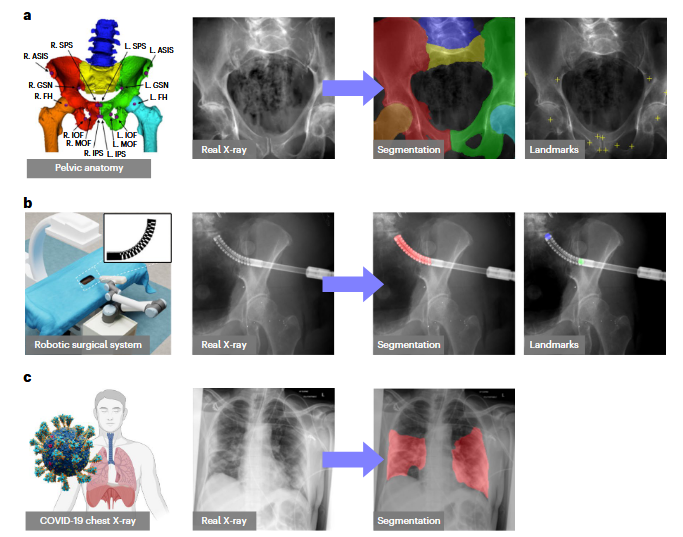 a
R. SPS
L. SPS
R. ASIS
L. ASIS
R. GSN
L. GSN
R. FH
L. FH
R. IOF
L. IOF
R. MOF
L. MOF
R. IPS
L. IPS
Pelvic anatomy
Real X-ray
Segmentation
Landmarks
b
Robotic surgical system
Real X-ray
Segmentation
Landmarks
c
COVID-19 chest X-ray
Real X-ray
Segmentation